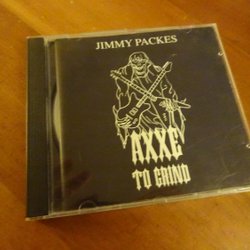 JIMMY PACKES
AXXE
TO GRIND